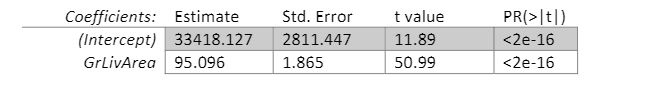 Coefficients: Estimate Std. Error t value PR(>|t|)
(Intercept) 33418.127 2811.447 11.89 <2e-16
GrLivArea 95.096 1.865 50.99 <2e-16